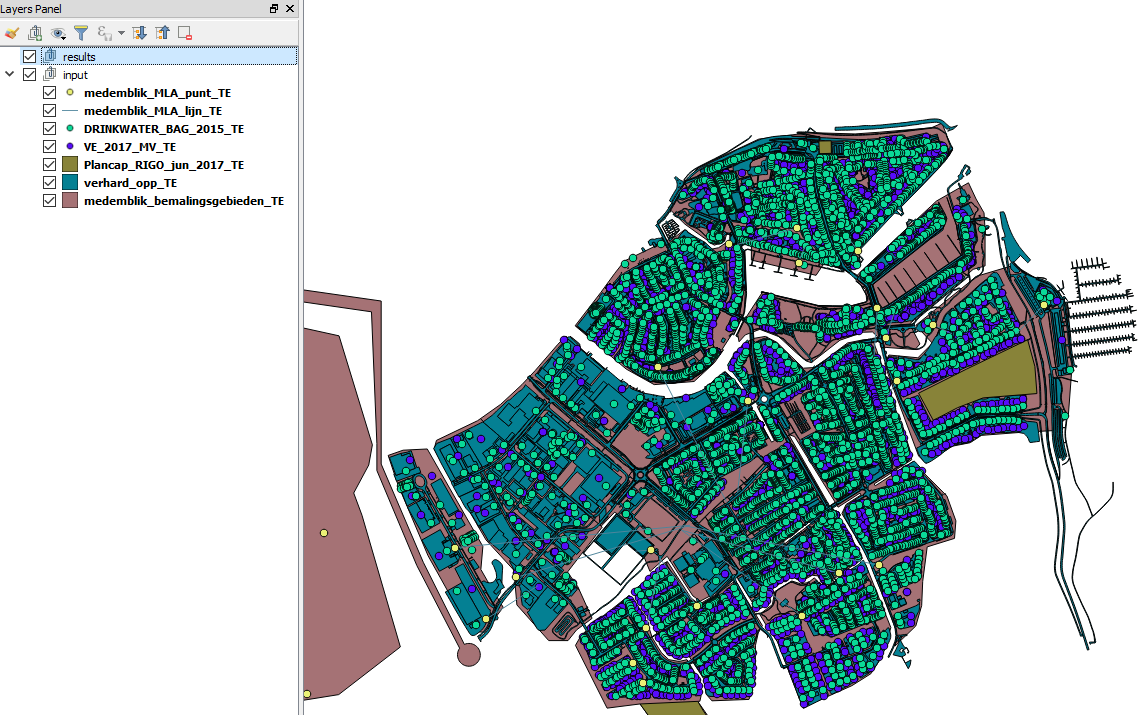 Layers Panel
results
input
medemblik_MLA_punt_TE
medemblik_MLA_lijn_TE
DRINKWATER_BAG_2015_TE
VE_2017_MV_TE
Plancap_RIGO_jun_2017_TE
verhard_opp_TE
medemblik_bemalingsgebieden_TE